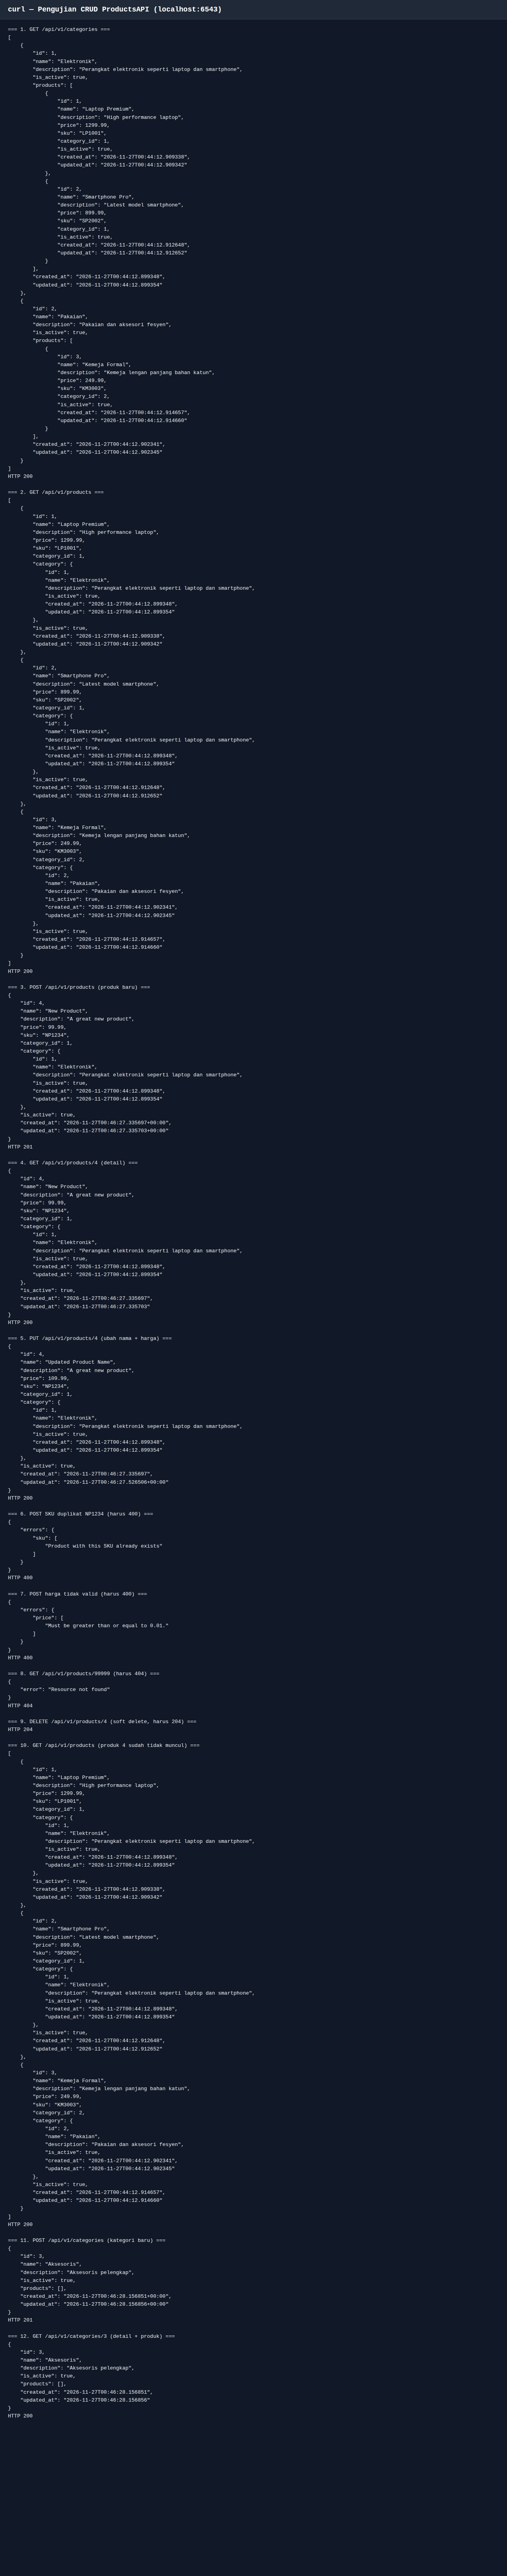 curl — Pengujian CRUD ProductsAPI (localhost:6543)
=== 1. GET /api/v1/categories ===
[
    {
        "id": 1,
        "name": "Elektronik",
        "description": "Perangkat elektronik seperti laptop dan smartphone",
        "is_active": true,
        "products": [
            {
                "id": 1,
                "name": "Laptop Premium",
                "description": "High performance laptop",
                "price": 1299.99,
                "sku": "LP1001",
                "category_id": 1,
                "is_active": true,
                "created_at": "2026-11-27T00:44:12.909338",
                "updated_at": "2026-11-27T00:44:12.909342"
            },
            {
                "id": 2,
                "name": "Smartphone Pro",
                "description": "Latest model smartphone",
                "price": 899.99,
                "sku": "SP2002",
                "category_id": 1,
                "is_active": true,
                "created_at": "2026-11-27T00:44:12.912648",
                "updated_at": "2026-11-27T00:44:12.912652"
            }
        ],
        "created_at": "2026-11-27T00:44:12.899348",
        "updated_at": "2026-11-27T00:44:12.899354"
    },
    {
        "id": 2,
        "name": "Pakaian",
        "description": "Pakaian dan aksesori fesyen",
        "is_active": true,
        "products": [
            {
                "id": 3,
                "name": "Kemeja Formal",
                "description": "Kemeja lengan panjang bahan katun",
                "price": 249.99,
                "sku": "KM3003",
                "category_id": 2,
                "is_active": true,
                "created_at": "2026-11-27T00:44:12.914657",
                "updated_at": "2026-11-27T00:44:12.914660"
            }
        ],
        "created_at": "2026-11-27T00:44:12.902341",
        "updated_at": "2026-11-27T00:44:12.902345"
    }
]
HTTP 200
=== 2. GET /api/v1/products ===
[
    {
        "id": 1,
        "name": "Laptop Premium",
        "description": "High performance laptop",
        "price": 1299.99,
        "sku": "LP1001",
        "category_id": 1,
        "category": {
            "id": 1,
            "name": "Elektronik",
            "description": "Perangkat elektronik seperti laptop dan smartphone",
            "is_active": true,
            "created_at": "2026-11-27T00:44:12.899348",
            "updated_at": "2026-11-27T00:44:12.899354"
        },
        "is_active": true,
        "created_at": "2026-11-27T00:44:12.909338",
        "updated_at": "2026-11-27T00:44:12.909342"
    },
    {
        "id": 2,
        "name": "Smartphone Pro",
        "description": "Latest model smartphone",
        "price": 899.99,
        "sku": "SP2002",
        "category_id": 1,
        "category": {
            "id": 1,
            "name": "Elektronik",
            "description": "Perangkat elektronik seperti laptop dan smartphone",
            "is_active": true,
            "created_at": "2026-11-27T00:44:12.899348",
            "updated_at": "2026-11-27T00:44:12.899354"
        },
        "is_active": true,
        "created_at": "2026-11-27T00:44:12.912648",
        "updated_at": "2026-11-27T00:44:12.912652"
    },
    {
        "id": 3,
        "name": "Kemeja Formal",
        "description": "Kemeja lengan panjang bahan katun",
        "price": 249.99,
        "sku": "KM3003",
        "category_id": 2,
        "category": {
            "id": 2,
            "name": "Pakaian",
            "description": "Pakaian dan aksesori fesyen",
            "is_active": true,
            "created_at": "2026-11-27T00:44:12.902341",
            "updated_at": "2026-11-27T00:44:12.902345"
        },
        "is_active": true,
        "created_at": "2026-11-27T00:44:12.914657",
        "updated_at": "2026-11-27T00:44:12.914660"
    }
]
HTTP 200
=== 3. POST /api/v1/products (produk baru) ===
{
    "id": 4,
    "name": "New Product",
    "description": "A great new product",
    "price": 99.99,
    "sku": "NP1234",
    "category_id": 1,
    "category": {
        "id": 1,
        "name": "Elektronik",
        "description": "Perangkat elektronik seperti laptop dan smartphone",
        "is_active": true,
        "created_at": "2026-11-27T00:44:12.899348",
        "updated_at": "2026-11-27T00:44:12.899354"
    },
    "is_active": true,
    "created_at": "2026-11-27T00:46:27.335697+00:00",
    "updated_at": "2026-11-27T00:46:27.335703+00:00"
}
HTTP 201
=== 4. GET /api/v1/products/4 (detail) ===
{
    "id": 4,
    "name": "New Product",
    "description": "A great new product",
    "price": 99.99,
    "sku": "NP1234",
    "category_id": 1,
    "category": {
        "id": 1,
        "name": "Elektronik",
        "description": "Perangkat elektronik seperti laptop dan smartphone",
        "is_active": true,
        "created_at": "2026-11-27T00:44:12.899348",
        "updated_at": "2026-11-27T00:44:12.899354"
    },
    "is_active": true,
    "created_at": "2026-11-27T00:46:27.335697",
    "updated_at": "2026-11-27T00:46:27.335703"
}
HTTP 200
=== 5. PUT /api/v1/products/4 (ubah nama + harga) ===
{
    "id": 4,
    "name": "Updated Product Name",
    "description": "A great new product",
    "price": 109.99,
    "sku": "NP1234",
    "category_id": 1,
    "category": {
        "id": 1,
        "name": "Elektronik",
        "description": "Perangkat elektronik seperti laptop dan smartphone",
        "is_active": true,
        "created_at": "2026-11-27T00:44:12.899348",
        "updated_at": "2026-11-27T00:44:12.899354"
    },
    "is_active": true,
    "created_at": "2026-11-27T00:46:27.335697",
    "updated_at": "2026-11-27T00:46:27.526506+00:00"
}
HTTP 200
=== 6. POST SKU duplikat NP1234 (harus 400) ===
{
    "errors": {
        "sku": [
            "Product with this SKU already exists"
        ]
    }
}
HTTP 400
=== 7. POST harga tidak valid (harus 400) ===
{
    "errors": {
        "price": [
            "Must be greater than or equal to 0.01."
        ]
    }
}
HTTP 400
=== 8. GET /api/v1/products/99999 (harus 404) ===
{
    "error": "Resource not found"
}
HTTP 404
=== 9. DELETE /api/v1/products/4 (soft delete, harus 204) ===
HTTP 204
=== 10. GET /api/v1/products (produk 4 sudah tidak muncul) ===
[
    {
        "id": 1,
        "name": "Laptop Premium",
        "description": "High performance laptop",
        "price": 1299.99,
        "sku": "LP1001",
        "category_id": 1,
        "category": {
            "id": 1,
            "name": "Elektronik",
            "description": "Perangkat elektronik seperti laptop dan smartphone",
            "is_active": true,
            "created_at": "2026-11-27T00:44:12.899348",
            "updated_at": "2026-11-27T00:44:12.899354"
        },
        "is_active": true,
        "created_at": "2026-11-27T00:44:12.909338",
        "updated_at": "2026-11-27T00:44:12.909342"
    },
    {
        "id": 2,
        "name": "Smartphone Pro",
        "description": "Latest model smartphone",
        "price": 899.99,
        "sku": "SP2002",
        "category_id": 1,
        "category": {
            "id": 1,
            "name": "Elektronik",
            "description": "Perangkat elektronik seperti laptop dan smartphone",
            "is_active": true,
            "created_at": "2026-11-27T00:44:12.899348",
            "updated_at": "2026-11-27T00:44:12.899354"
        },
        "is_active": true,
        "created_at": "2026-11-27T00:44:12.912648",
        "updated_at": "2026-11-27T00:44:12.912652"
    },
    {
        "id": 3,
        "name": "Kemeja Formal",
        "description": "Kemeja lengan panjang bahan katun",
        "price": 249.99,
        "sku": "KM3003",
        "category_id": 2,
        "category": {
            "id": 2,
            "name": "Pakaian",
            "description": "Pakaian dan aksesori fesyen",
            "is_active": true,
            "created_at": "2026-11-27T00:44:12.902341",
            "updated_at": "2026-11-27T00:44:12.902345"
        },
        "is_active": true,
        "created_at": "2026-11-27T00:44:12.914657",
        "updated_at": "2026-11-27T00:44:12.914660"
    }
]
HTTP 200
=== 11. POST /api/v1/categories (kategori baru) ===
{
    "id": 3,
    "name": "Aksesoris",
    "description": "Aksesoris pelengkap",
    "is_active": true,
    "products": [],
    "created_at": "2026-11-27T00:46:28.156851+00:00",
    "updated_at": "2026-11-27T00:46:28.156856+00:00"
}
HTTP 201
=== 12. GET /api/v1/categories/3 (detail + produk) ===
{
    "id": 3,
    "name": "Aksesoris",
    "description": "Aksesoris pelengkap",
    "is_active": true,
    "products": [],
    "created_at": "2026-11-27T00:46:28.156851",
    "updated_at": "2026-11-27T00:46:28.156856"
}
HTTP 200